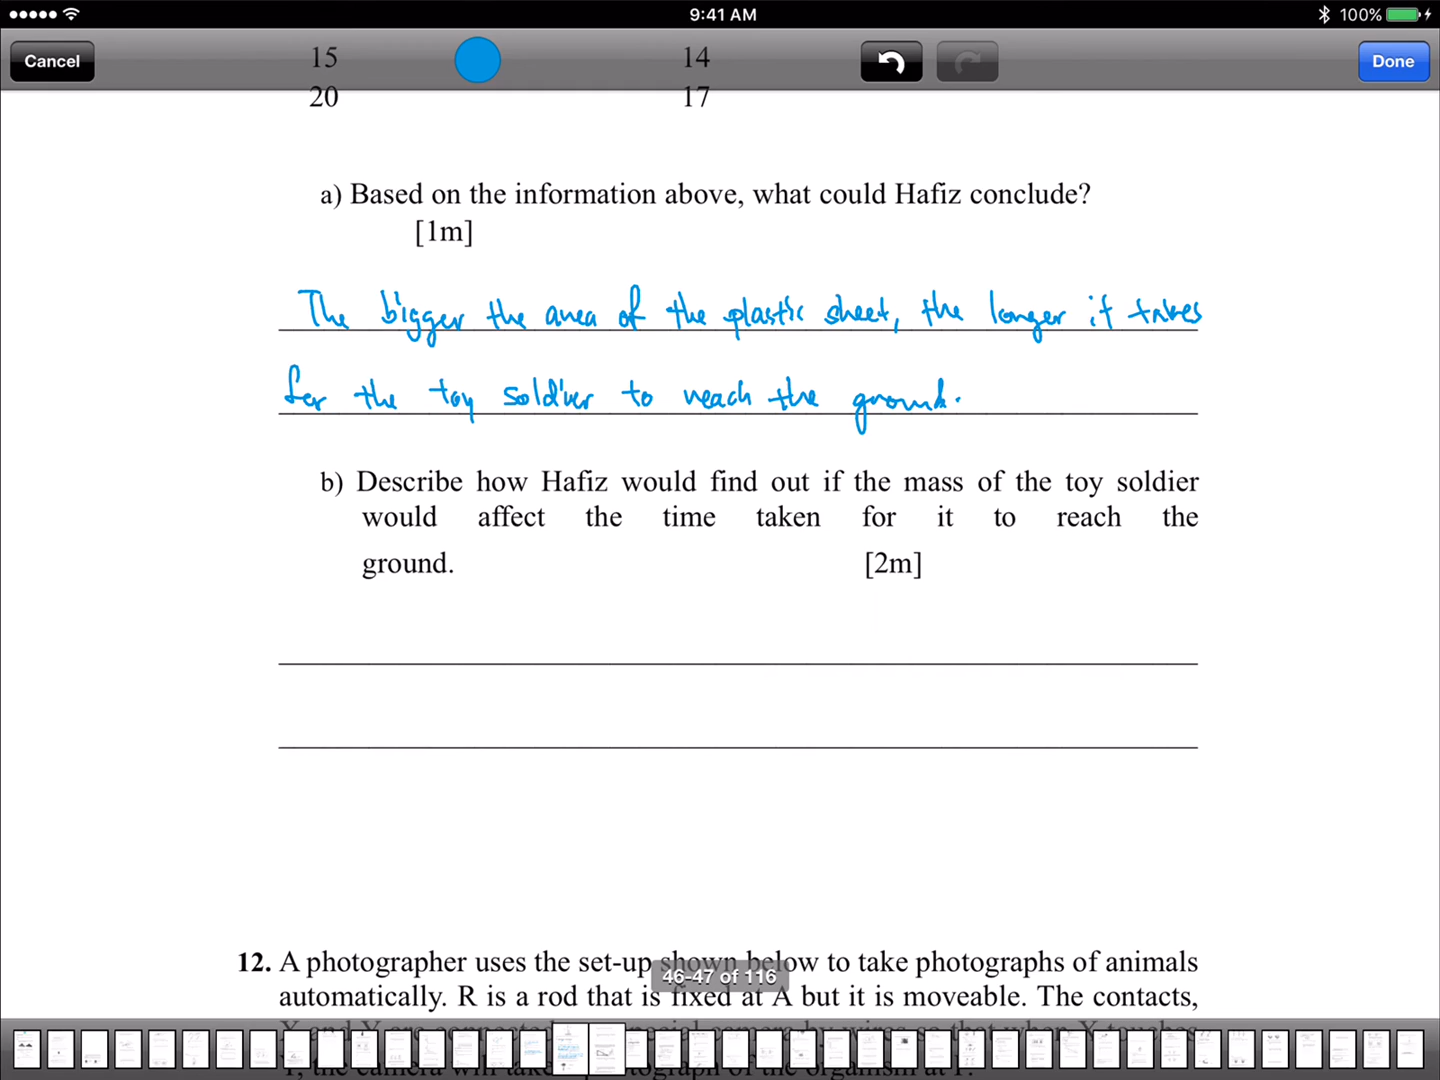 9:41 AM
100%
Cancel
15 14
Done
20 17
a) Based on the information above, what could Hafiz conclude?
[1m]
The bigger the area of the plastic sheet, the longer it takes
for the toy soldier to reach the ground.
b) Describe how Hafiz would find out if the mass of the toy soldier
would affect the time taken for it to reach the
ground. [2m]
12. A photographer uses the set-up shown below to take photographs of animals
46-47 of 116
automatically. R is a rod that is fixed at A but it is moveable. The contacts,